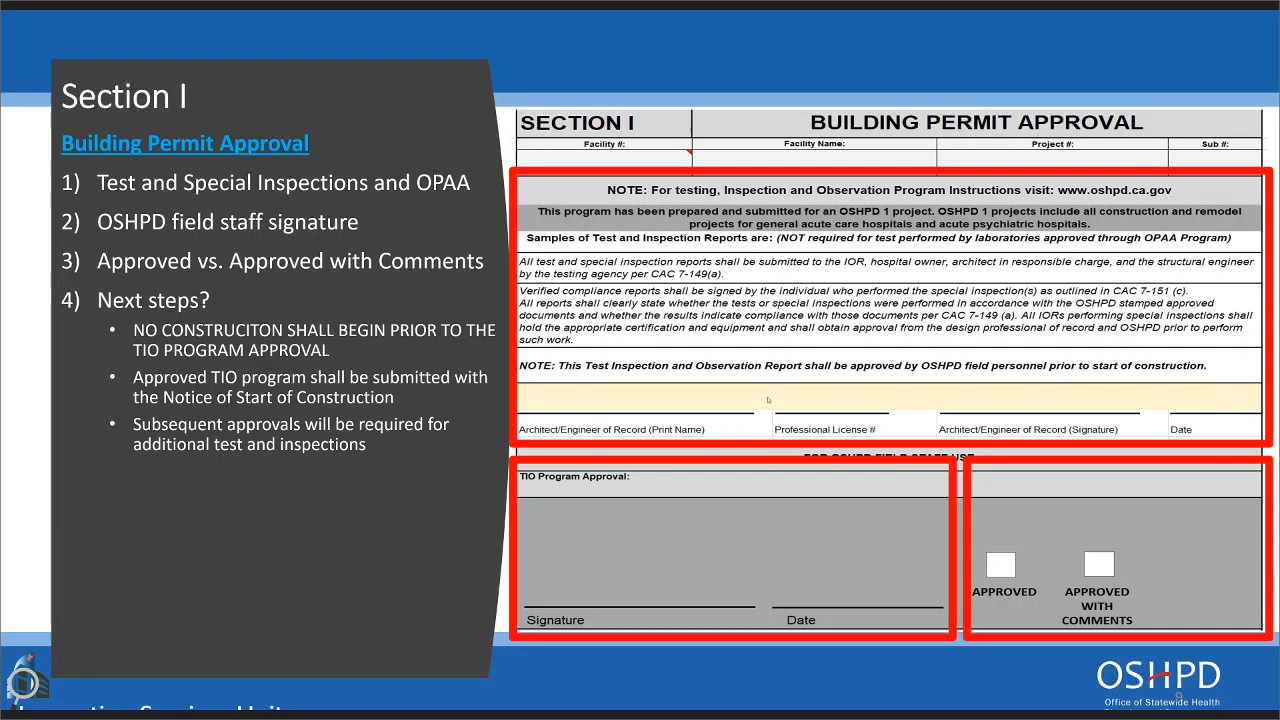 Section I
Building Permit Approval
1) Test and Special Inspections and OPAA
2) OSHPD field staff signature
3) Approved vs. Approved with Comments
4) Next steps?
• NO CONSTRUCITON SHALL BEGIN PRIOR TO THE
TIO PROGRAM APPROVAL
• Approved TIO program shall be submitted with
the Notice of Start of Construction
• Subsequent approvals will be required for
additional test and inspections
SECTION I BUILDING PERMIT APPROVAL
Facility #: Facility Name: Project #: Sub #:
NOTE: For testing, Inspection and Observation Program Instructions visit: www.oshpd.ca.gov
This program has been prepared and submitted for an OSHPD 1 project. OSHPD 1 projects include all construction and remodel
projects for general acute care hospitals and acute psychiatric hospitals.
Samples of Test and Inspection Reports are: (NOT required for test performed by laboratories approved through OPAA Program)
All test and special inspection reports shall be submitted to the IOR, hospital owner, architect in responsible charge, and the structural engineer
by the testing agency per CAC 7-149(a).
Verified compliance reports shall be signed by the individual who performed the special inspection(s) as outlined in CAC 7-151 (c).
All reports shall clearly state whether the tests or special inspections were performed in accordance with the OSHPD stamped approved
documents and whether the results indicate compliance with those documents per CAC 7-149 (a). All IORs performing special inspections shall
hold the appropriate certification and equipment and shall obtain approval from the design professional of record and OSHPD prior to perform
such work.
NOTE: This Test Inspection and Observation Report shall be approved by OSHPD field personnel prior to start of construction.
Architect/Engineer of Record (Print Name) Professional License # Architect/Engineer of Record (Signature) Date
FOR OSHPD FIELD STAFF USE
TIO Program Approval:
Signature Date
APPROVED
APPROVED
WITH
COMMENTS
OSHPD
Office of Statewide Health
9